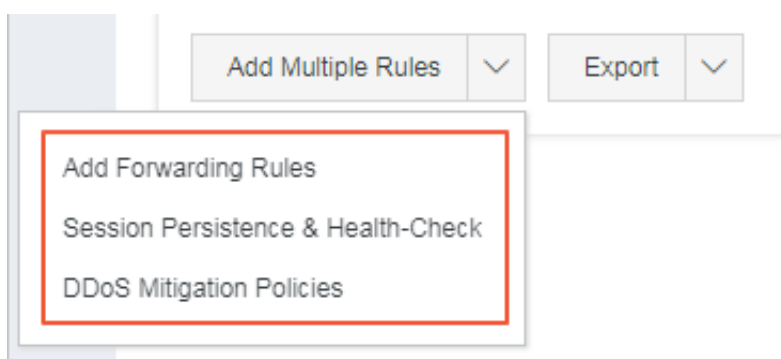 Add Multiple Rules
Export
Add Forwarding Rules
Session Persistence & Health-Check
DDoS Mitigation Policies